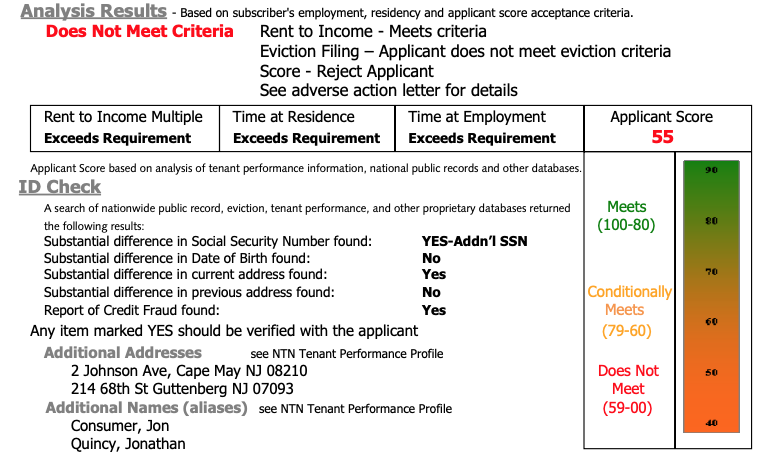 Analysis Results - Based on subscriber's employment, residency and applicant score acceptance criteria.
Does Not Meet Criteria Rent to Income - Meets criteria
Eviction Filing – Applicant does not meet eviction criteria
Score - Reject Applicant
See adverse action letter for details
Rent to Income Multiple Time at Residence Time at Employment Applicant Score
Exceeds Requirement Exceeds Requirement Exceeds Requirement 55
Applicant Score based on analysis of tenant performance information, national public records and other databases.
ID Check
A search of nationwide public record, eviction, tenant performance, and other proprietary databases returned
the following results:
Substantial difference in Social Security Number found: YES-Addn’l SSN
Substantial difference in Date of Birth found: No
Substantial difference in current address found: Yes
Substantial difference in previous address found: No
Report of Credit Fraud found: Yes
Any item marked YES should be verified with the applicant
Additional Addresses see NTN Tenant Performance Profile
2 Johnson Ave, Cape May NJ 08210
214 68th St Guttenberg NJ 07093
Additional Names (aliases) see NTN Tenant Performance Profile
Consumer, Jon
Quincy, Jonathan
Meets
(100-80)
Conditionally
Meets
(79-60)
Does Not
Meet
(59-00)
90
80
70
60
50
40